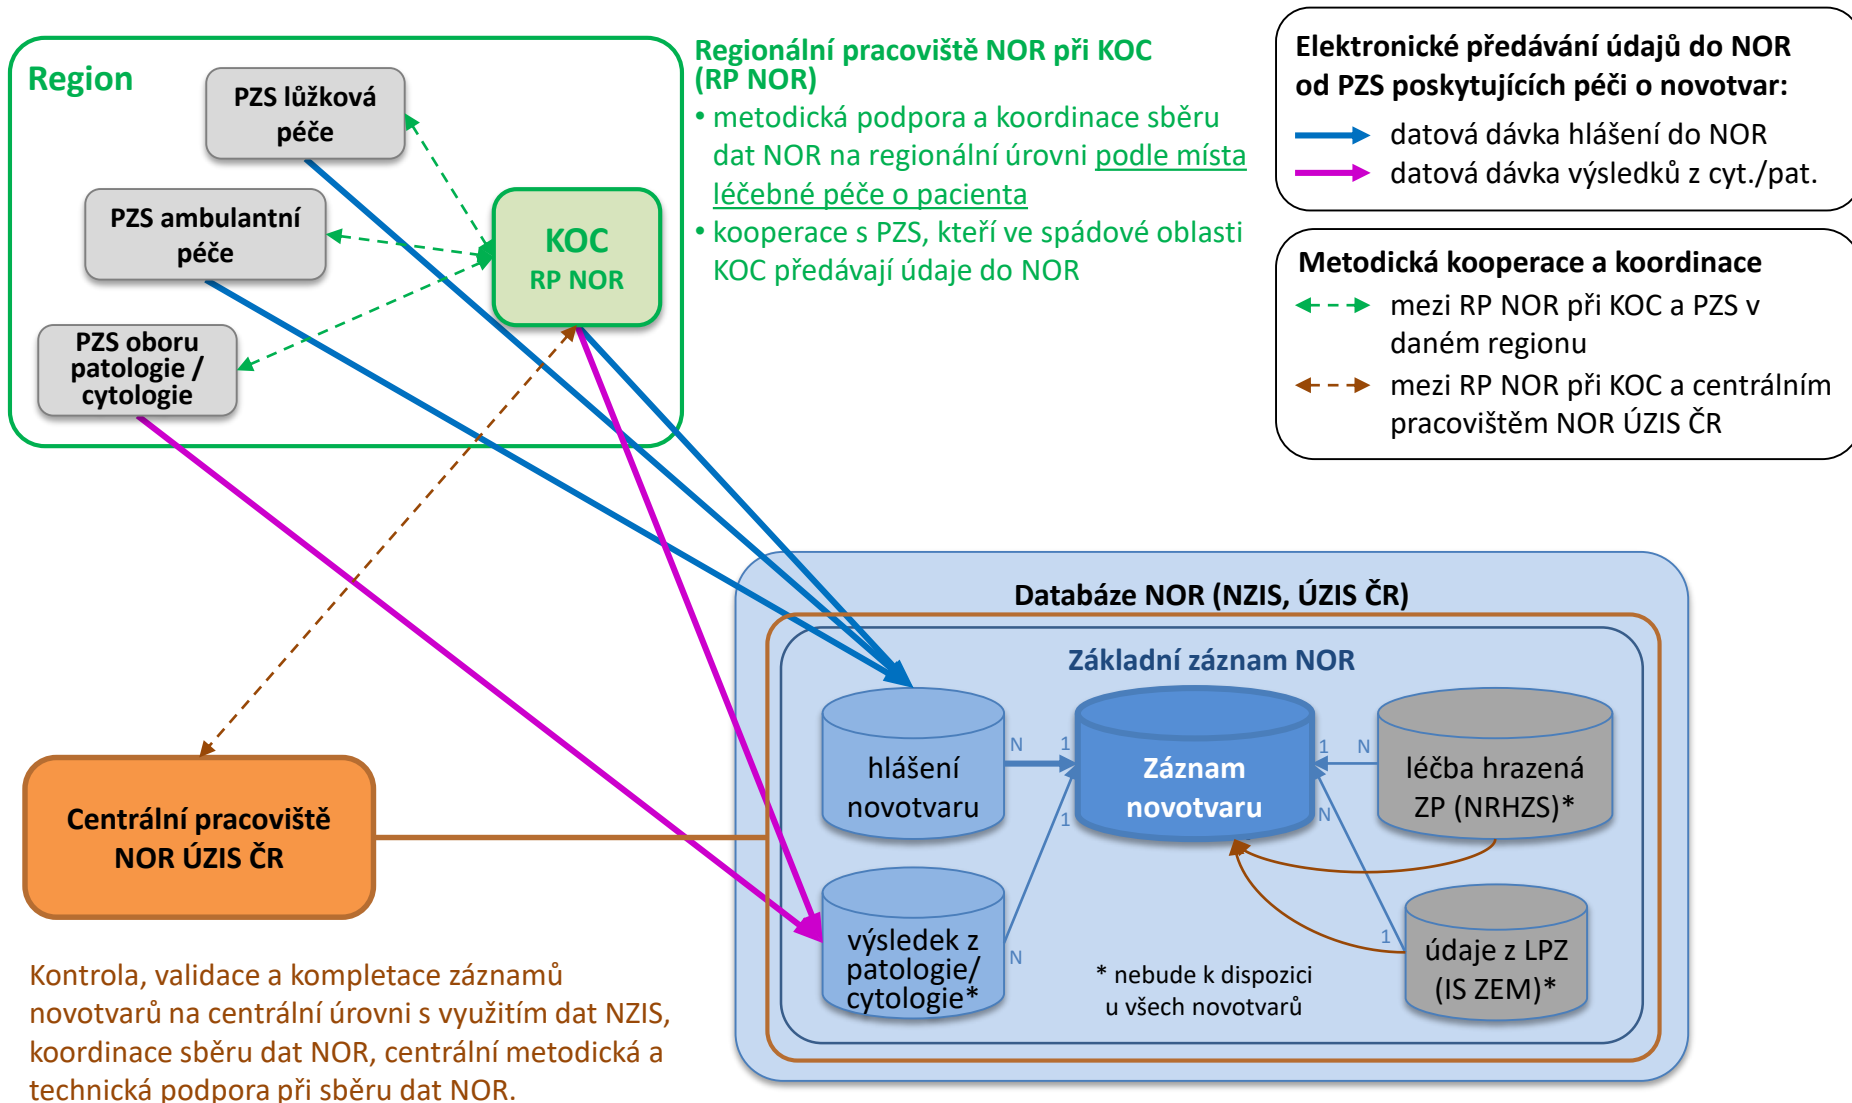 Region
PZS lůžková
péče
PZS ambulantní
péče
PZS oboru
patologie /
cytologie
KOC
RP NOR
Regionální pracoviště NOR při KOC
(RP NOR)
• metodická podpora a koordinace sběru
dat NOR na regionální úrovni podle místa
léčebné péče o pacienta
• kooperace s PZS, kteří ve spádové oblasti
KOC předávají údaje do NOR
Elektronické předávání údajů do NOR
od PZS poskytujících péči o novotvar:
datová dávka hlášení do NOR
datová dávka výsledků z cyt./pat.
Metodická kooperace a koordinace
mezi RP NOR při KOC a PZS v
daném regionu
mezi RP NOR při KOC a centrálním
pracovištěm NOR ÚZIS ČR
Databáze NOR (NZIS, ÚZIS ČR)
Základní záznam NOR
hlášení
novotvaru
N
1
Záznam
novotvaru
1
N
léčba hrazená
ZP (NRHZS)*
1
N
výsledek z
patologie/
cytologie*
N
1
údaje z LPZ
(IS ZEM)*
* nebude k dispozici
u všech novotvarů
Centrální pracoviště
NOR ÚZIS ČR
Kontrola, validace a kompletace záznamů
novotvarů na centrální úrovni s využitím dat NZIS,
koordinace sběru dat NOR, centrální metodická a
technická podpora při sběru dat NOR.